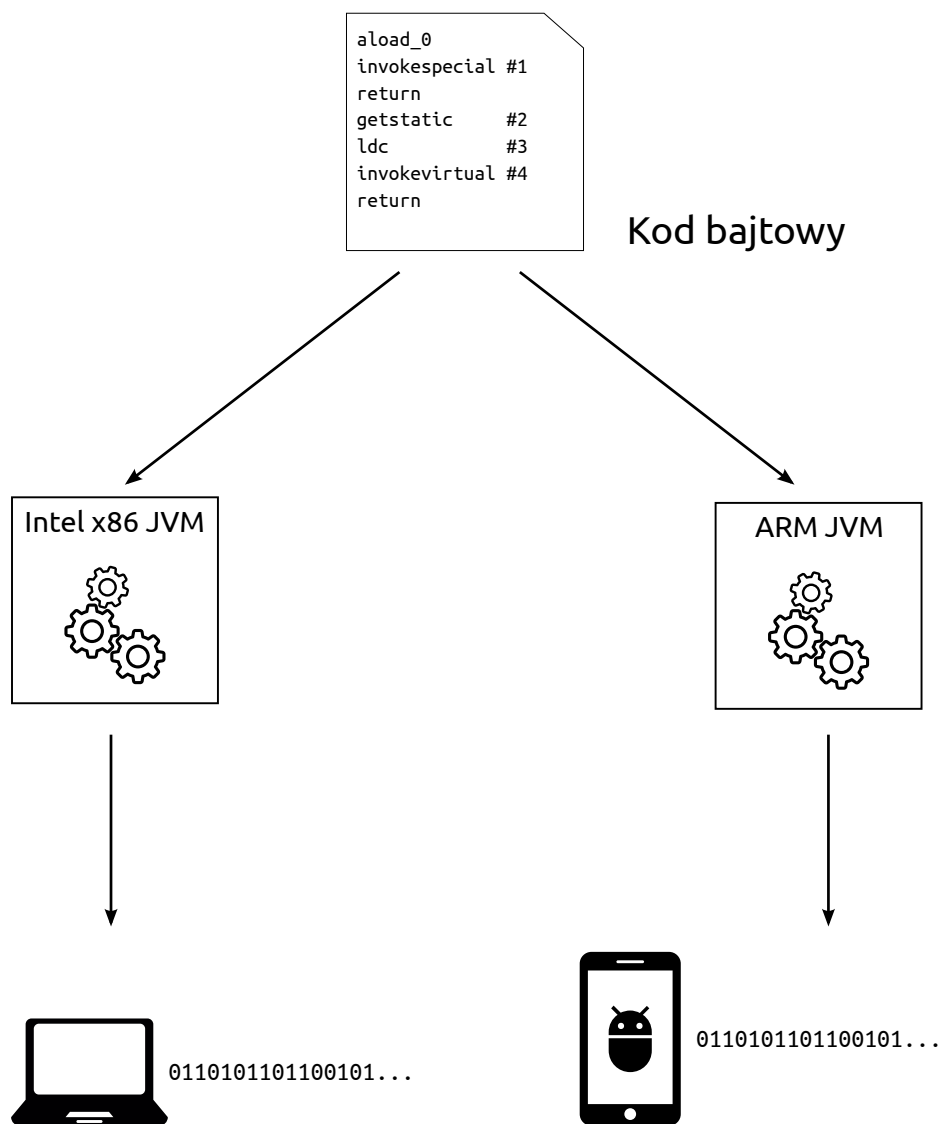 aload_0
invokespecial #1
return
getstatic     #2
ldc           #3
invokevirtual #4
return
Kod bajtowy
Intel x86 JVM
ARM JVM
0110101101100101...
0110101101100101...